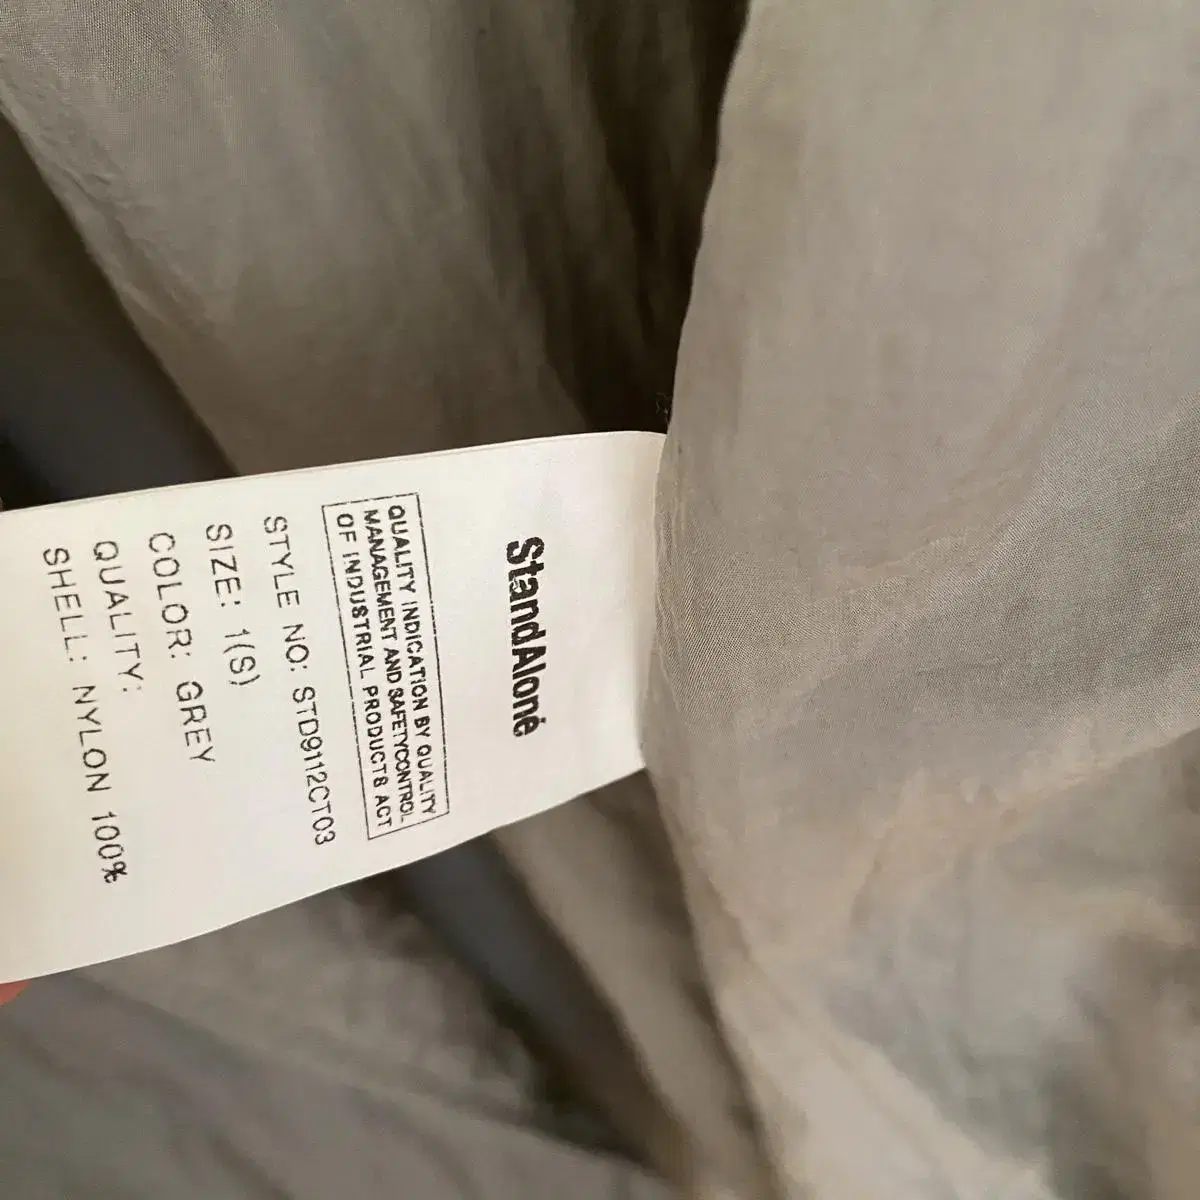 StandAloné
QUALITY INDICATION BY QUALITY
MANAGEMENT AND SAFETYCONTROL
OF INDUSTRIAL PRODUCTS ACT
STYLE NO: STD9112CT03
SIZE: 1(S)
COLOR: GREY
QUALITY:
SHELL: NYLON 100%